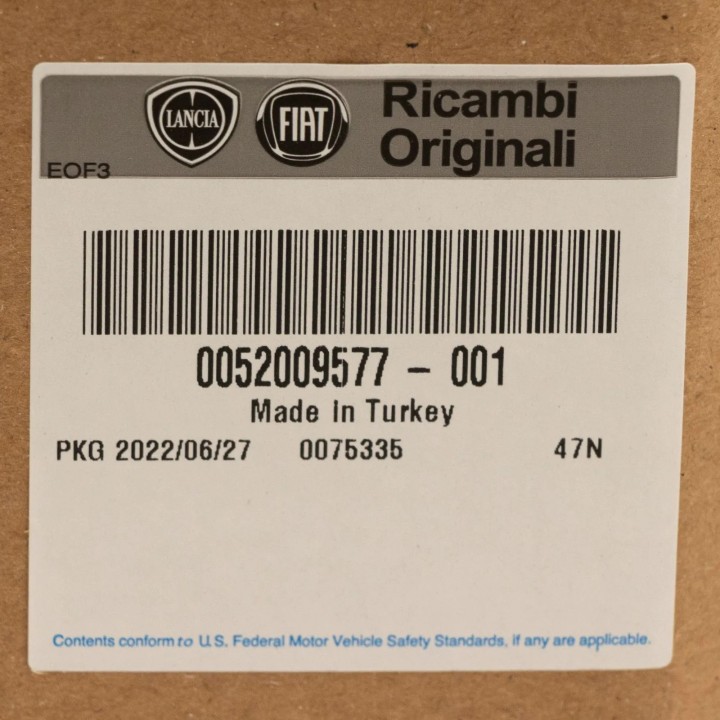 LANCIA FIAT Ricambi
Originali
EOF3
0052009577 - 001
Made In Turkey
PKG 2022/06/27 0075335 47N
Contents conform to U.S. Federal Motor Vehicle Safety Standards, if any are applicable.